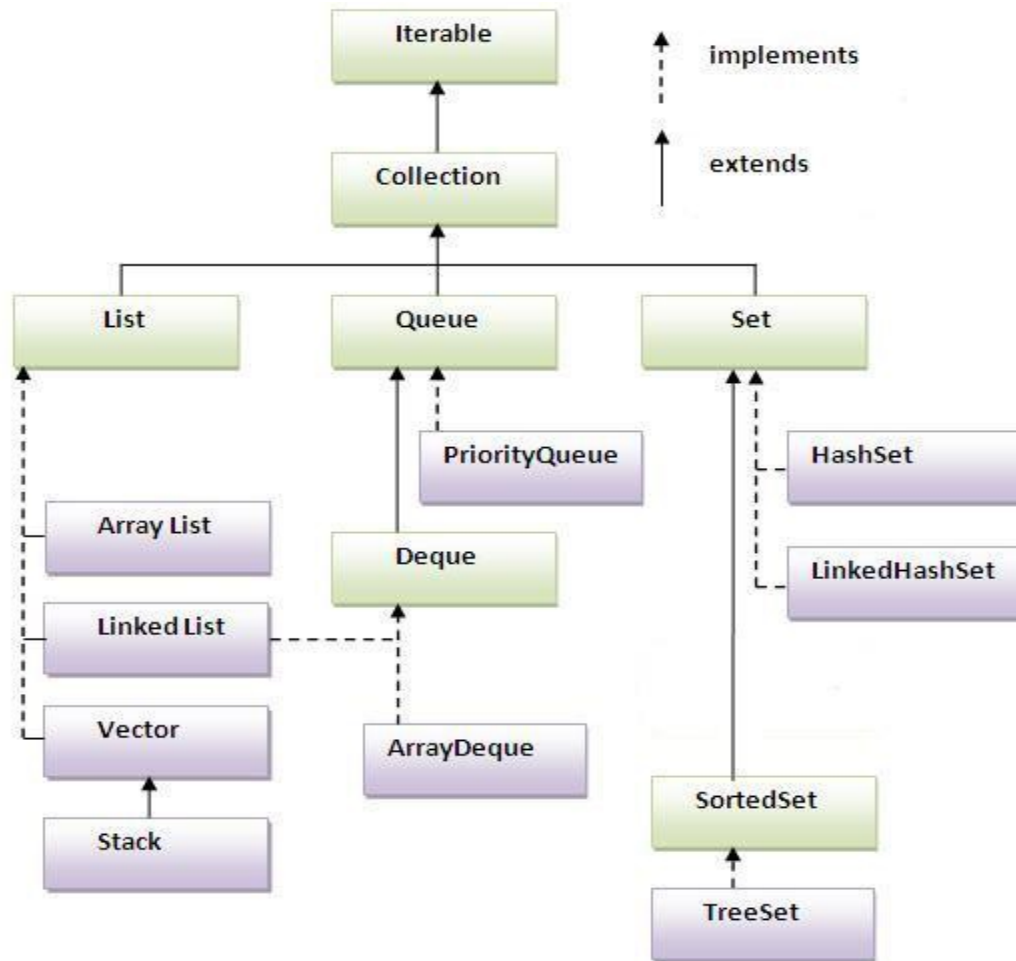 Iterable
implements
Collection
extends
List
Queue
Set
PriorityQueue
HashSet
Array List
Deque
LinkedHashSet
Linked List
Vector
ArrayDeque
SortedSet
Stack
TreeSet